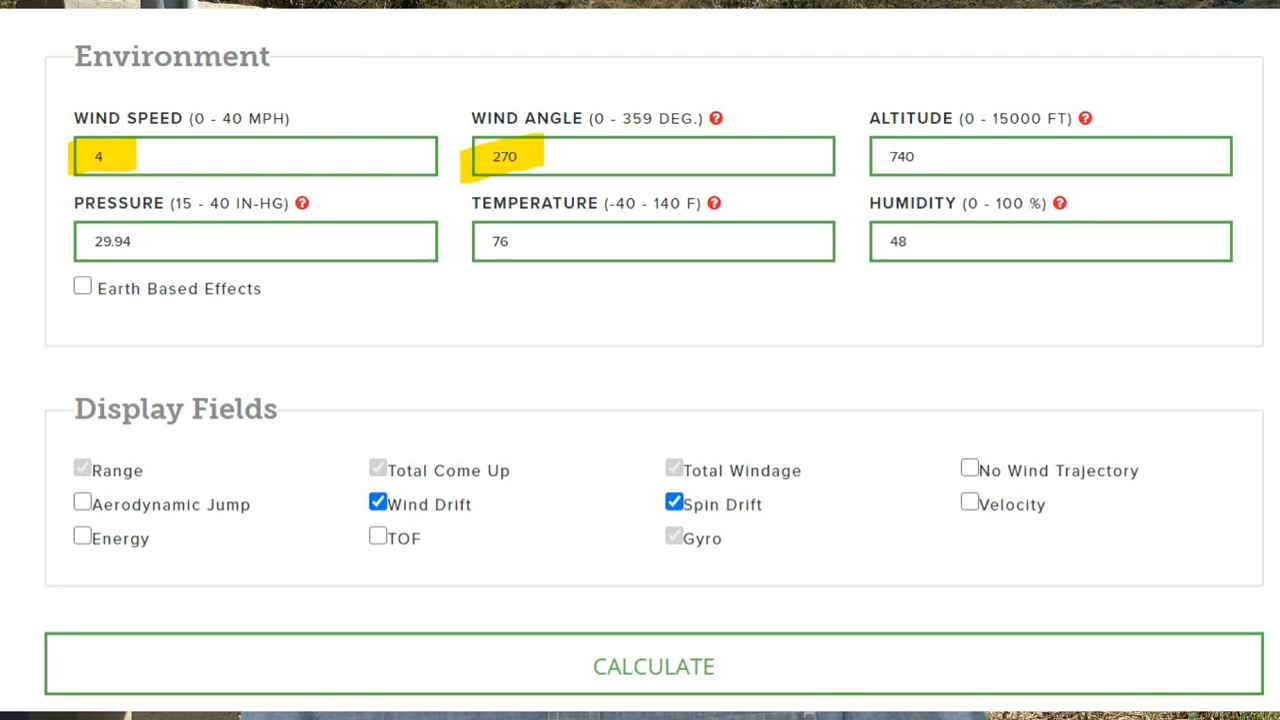 Environment
WIND SPEED (0 - 40 MPH) WIND ANGLE (0 - 359 DEG.) ? ALTITUDE (0 - 15000 FT) ?
4 270 740
PRESSURE (15 - 40 IN-HG) ? TEMPERATURE (-40 - 140 F) ? HUMIDITY (0 - 100 %) ?
29.94 76 48
Earth Based Effects
Display Fields
Range Total Come Up Total Windage No Wind Trajectory
Aerodynamic Jump Wind Drift Spin Drift Velocity
Energy TOF Gyro
CALCULATE